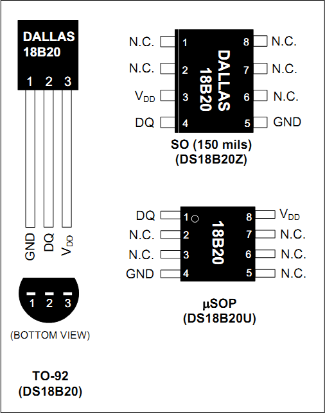 DALLAS
18B20
1 2 3
GND
DQ
VDD
1 2 3
(BOTTOM VIEW)
TO-92
(DS18B20)
N.C. 1 8 N.C.
N.C. 2 7 N.C.
VDD 3 6 N.C.
DQ 4 5 GND
DALLAS
18B20
SO (150 mils)
(DS18B20Z)
DQ 1 8 VDD
N.C. 2 7 N.C.
N.C. 3 6 N.C.
GND 4 5 N.C.
18B20
µSOP
(DS18B20U)